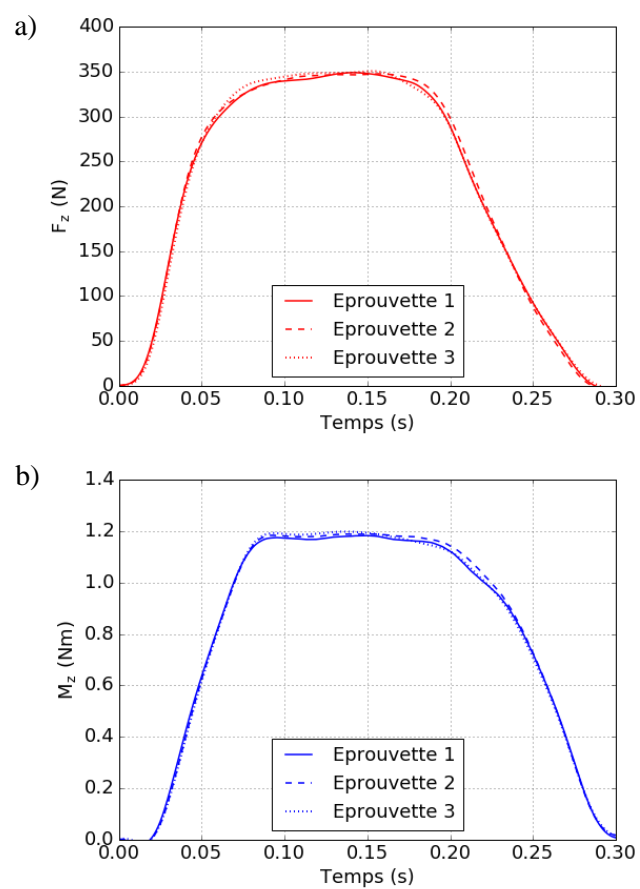 a)
400
350
300
250
200
150
100
50
0
F_z (N)
Eprouvette 1
Eprouvette 2
Eprouvette 3
0.00 0.05 0.10 0.15 0.20 0.25 0.30
Temps (s)
b)
1.4
1.2
1.0
0.8
0.6
0.4
0.2
0.0
M_z (Nm)
Eprouvette 1
Eprouvette 2
Eprouvette 3
0.00 0.05 0.10 0.15 0.20 0.25 0.30
Temps (s)